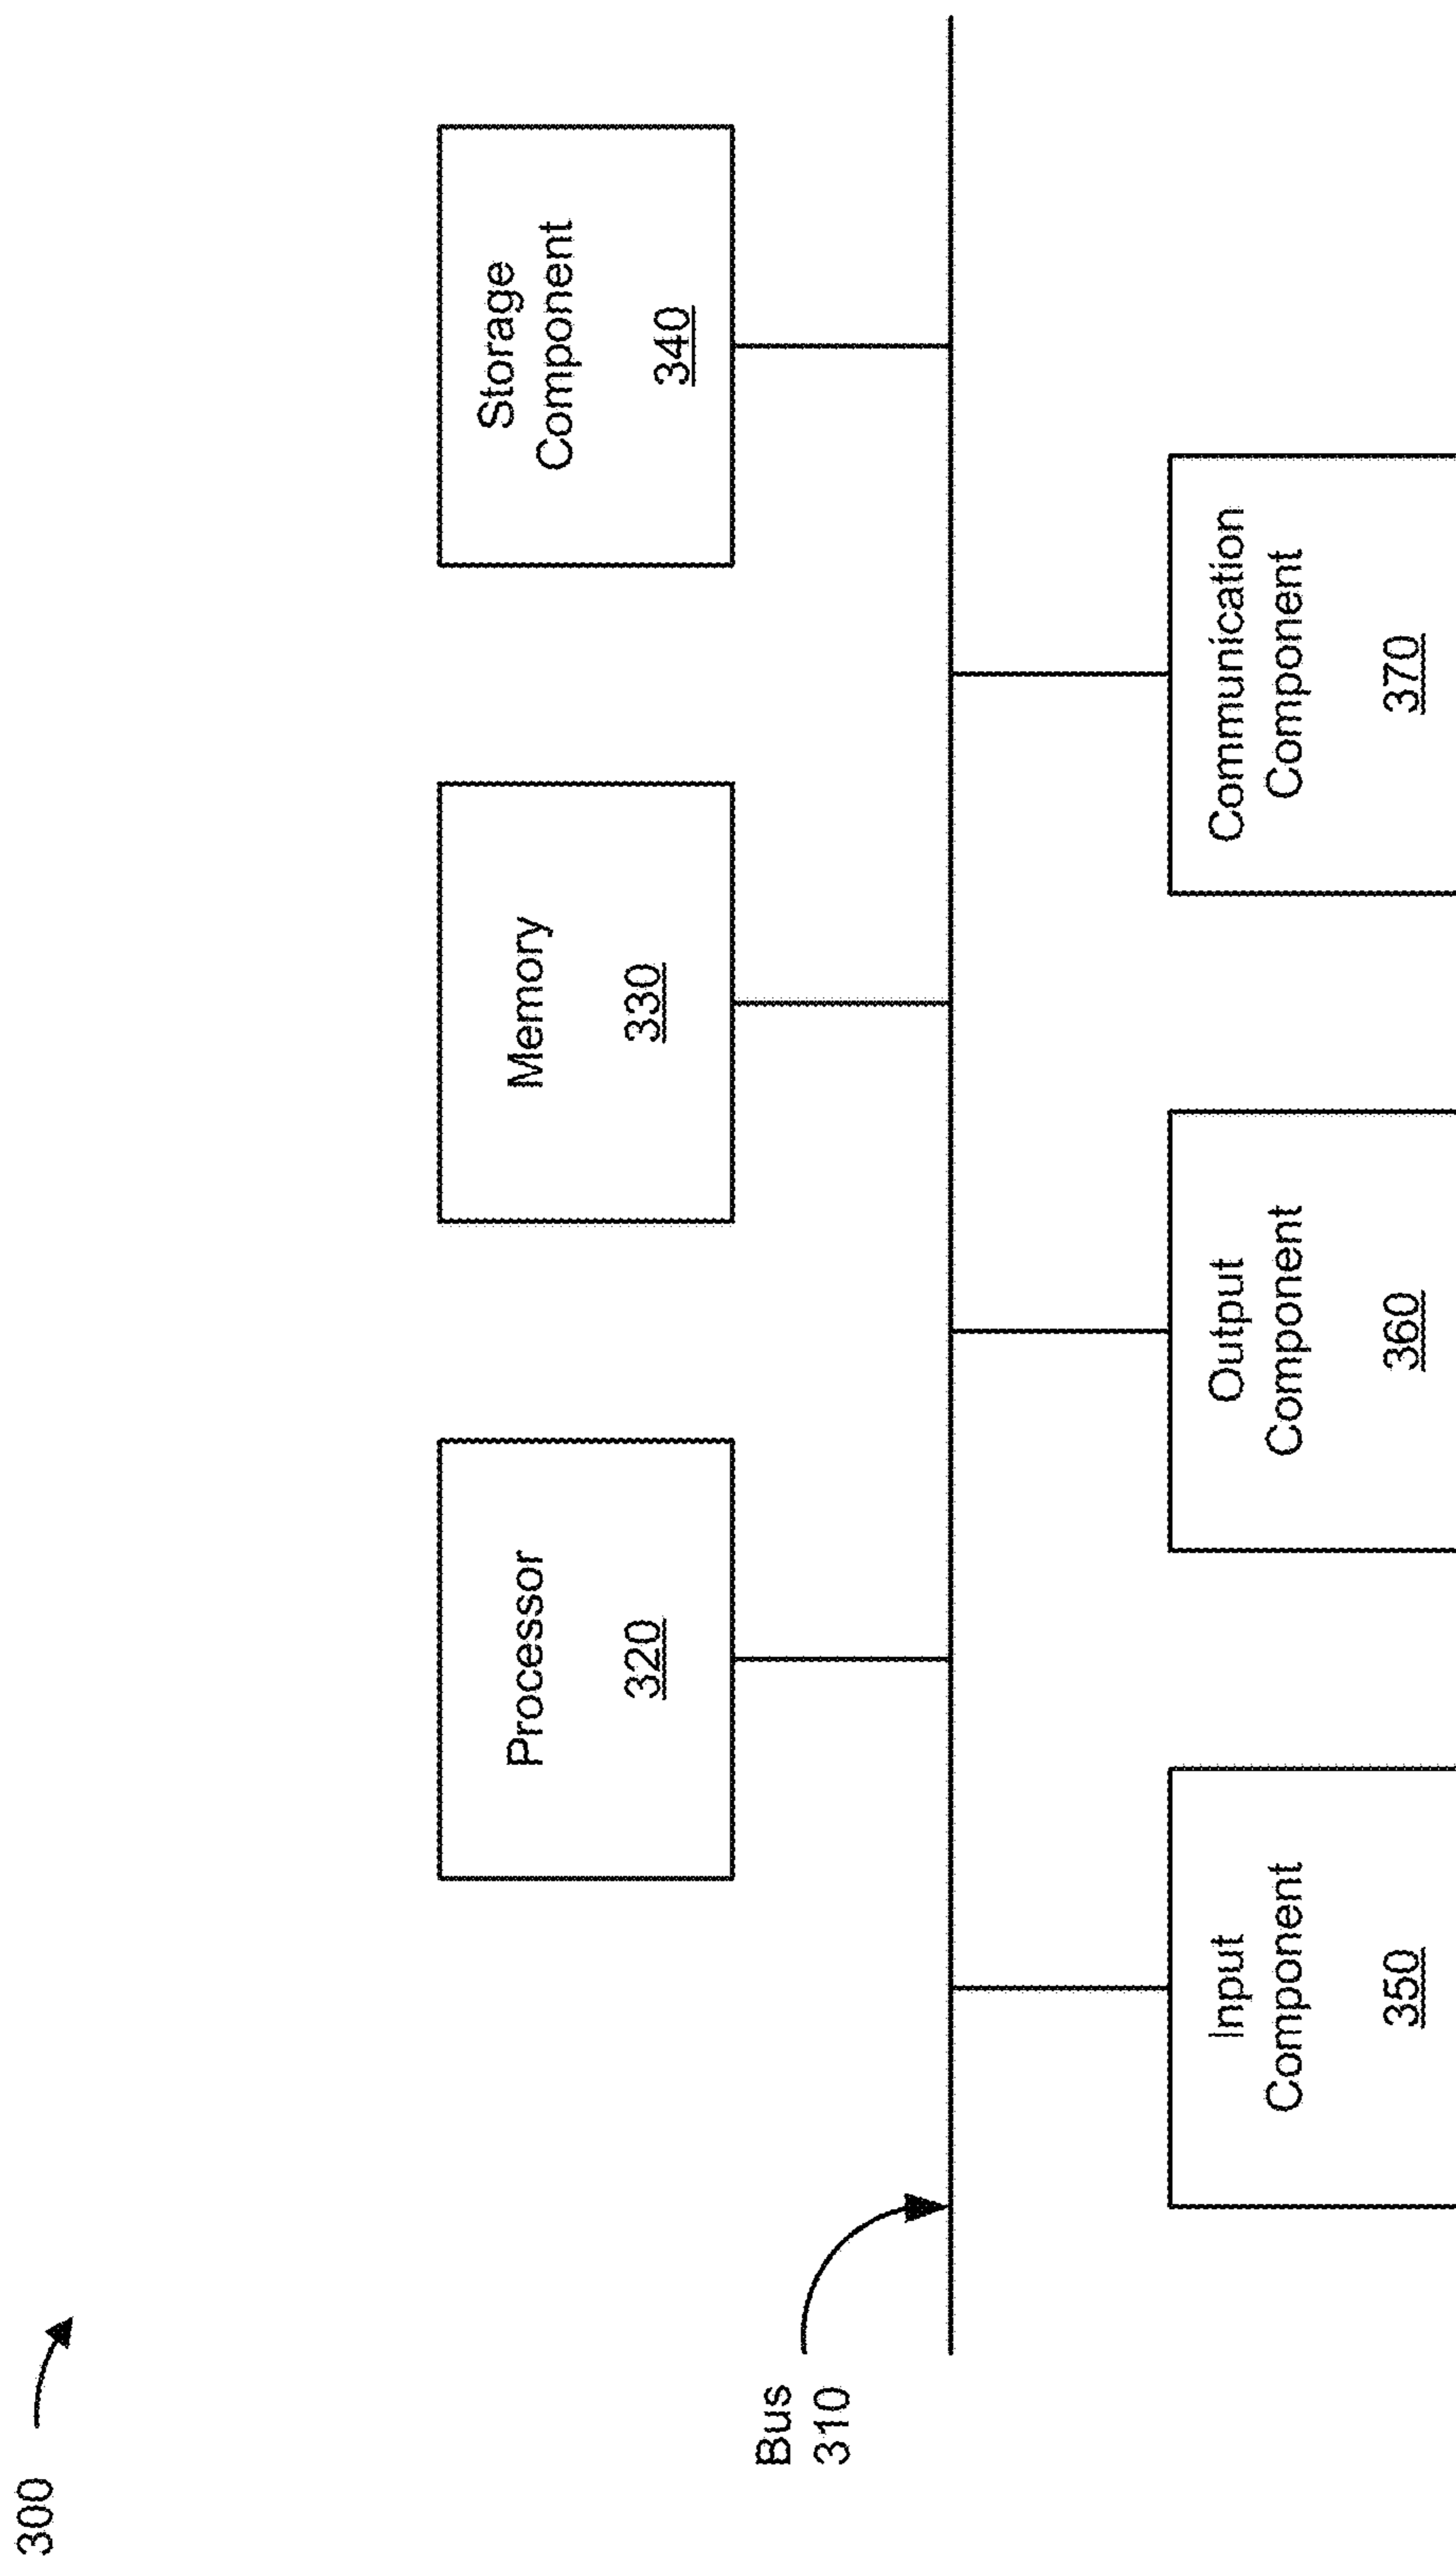 300
Processor
320
Memory
330
Storage
Component
340
Bus
310
Input
Component
350
Output
Component
360
Communication
Component
370